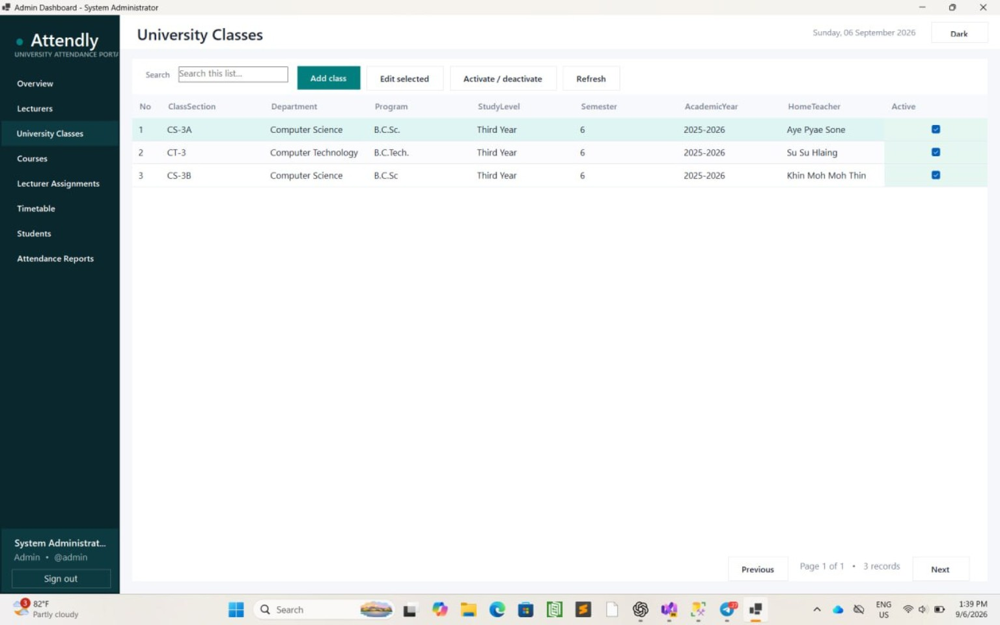 Admin Dashboard - System Administrator
Attendly
UNIVERSITY ATTENDANCE PORTA
Overview
Lecturers
University Classes
Courses
Lecturer Assignments
Timetable
Students
Attendance Reports
System Administrat...
Admin • @admin
Sign out
University Classes
Sunday, 06 September 2026
Dark
Search
Search this list...
Add class
Edit selected
Activate / deactivate
Refresh
No ClassSection Department Program StudyLevel Semester AcademicYear HomeTeacher Active
1 CS-3A Computer Science B.C.Sc. Third Year 6 2025-2026 Aye Pyae Sone
2 CT-3 Computer Technology B.C.Tech. Third Year 6 2025-2026 Su Su Hlaing
3 CS-3B Computer Science B.C.Sc Third Year 6 2025-2026 Khin Moh Moh Thin
Previous
Page 1 of 1 • 3 records
Next
3
82°F
Partly cloudy
Search
ENG
US
1:39 PM
9/6/2026